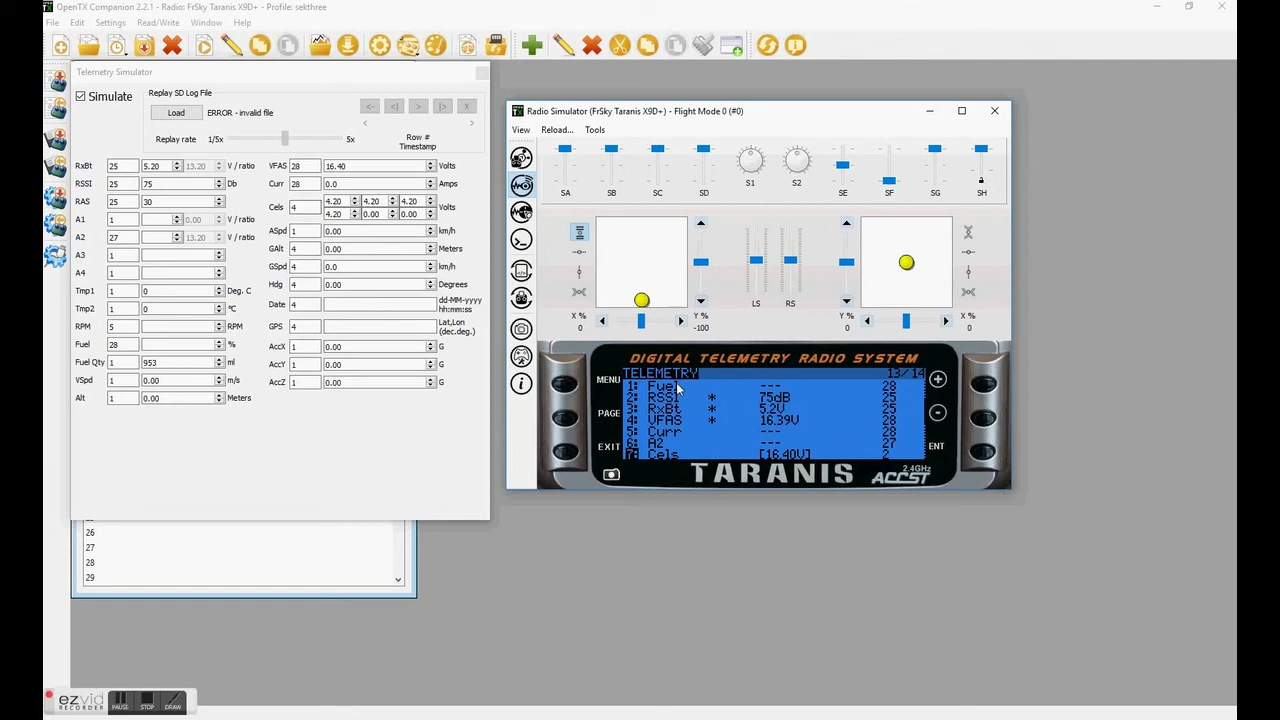 OpenTX Companion 2.2.1 - Radio: FrSky Taranis X9D+ - Profile: sekthree
File Edit Settings Read/Write Window Help
Telemetry Simulator
Simulate
Replay SD Log File
Load ERROR - invalid file
<- <| > |> X
< >
Replay rate 1/5x 5x Row #
Timestamp
RxBt 25 5.20 13.20 V / ratio VFAS 28 16.40 Volts
RSSI 25 75 Db Curr 28 0.0 Amps
RAS 25 30 Cels 4 4.20 4.20 4.20 Volts
4.20 0.00 0.00
A1 1 0.00 V / ratio ASpd 1 0.00 km/h
A2 27 13.20 V / ratio GAlt 4 0.00 Meters
A3 1 GSpd 4 0.0 km/h
A4 1 Hdg 4 0.00 Degrees
Tmp1 1 0 Deg. C Date 4 dd-MM-yyyy
hh:mm:ss
Tmp2 1 0 °C
RPM 5 RPM GPS 4 Lat,Lon
(dec.deg.)
Fuel 28 % AccX 1 0.00 G
Fuel Qty 1 953 ml AccY 1 0.00 G
VSpd 1 0.00 m/s AccZ 1 0.00 G
Alt 1 0.00 Meters
26
27
28
29
Radio Simulator (FrSky Taranis X9D+) - Flight Mode 0 (#0)
View Reload... Tools
SA SB SC SD S1 S2 SE SF SG SH
LS RS
X %
0
Y %
-100
Y %
0
X %
0
DIGITAL TELEMETRY RADIO SYSTEM
MENU
PAGE
EXIT
TELEMETRY 13/14
1: Fuel --- 28
2: RSSI * 75dB 25
3: RxBt * 5.2V 25
4: VFAS * 16.39V 28
5: Curr --- 28
6: A2 --- 27
7: Cels [16.40V] 2
+
-
ENT
TARANIS
2.4GHz
ACCST
ezvid
RECORDER
PAUSE STOP DRAW